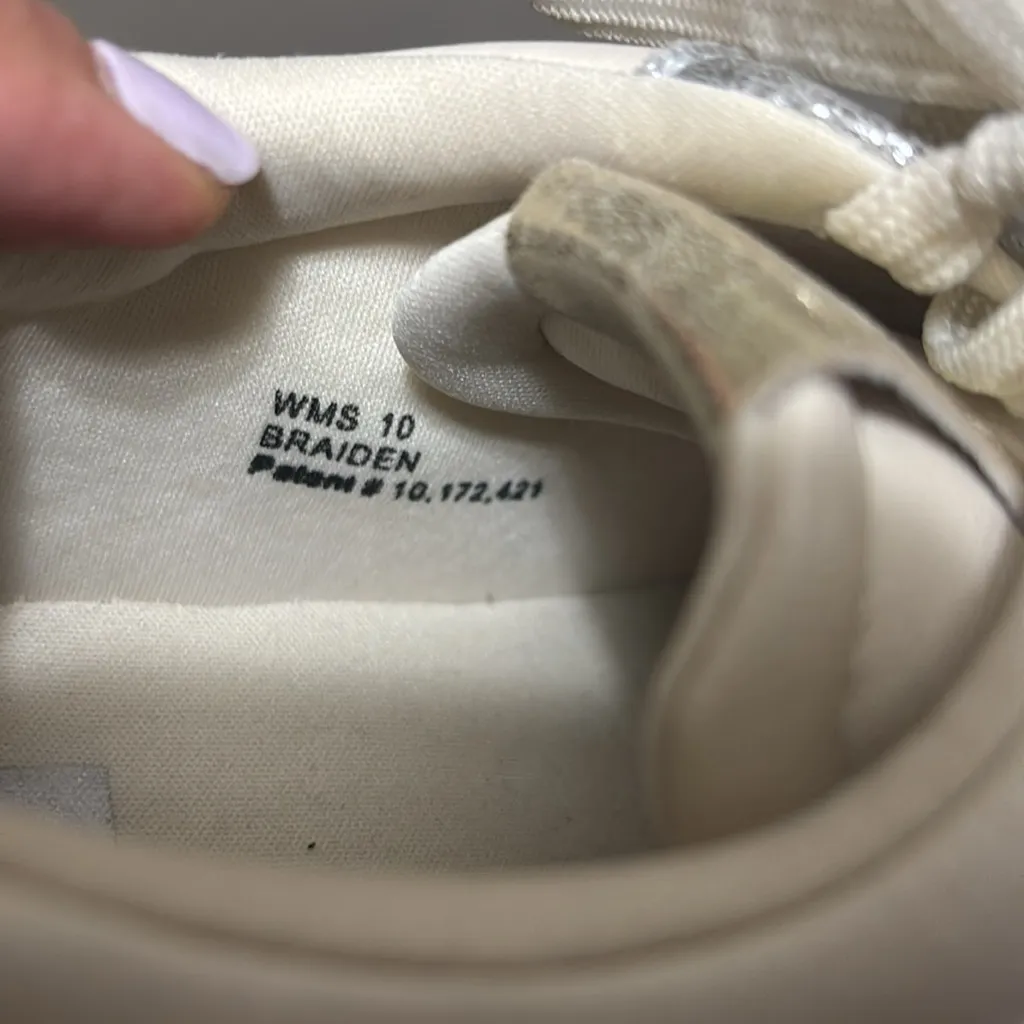 WMS 10
BRAIDEN
Patent # 10,172,421